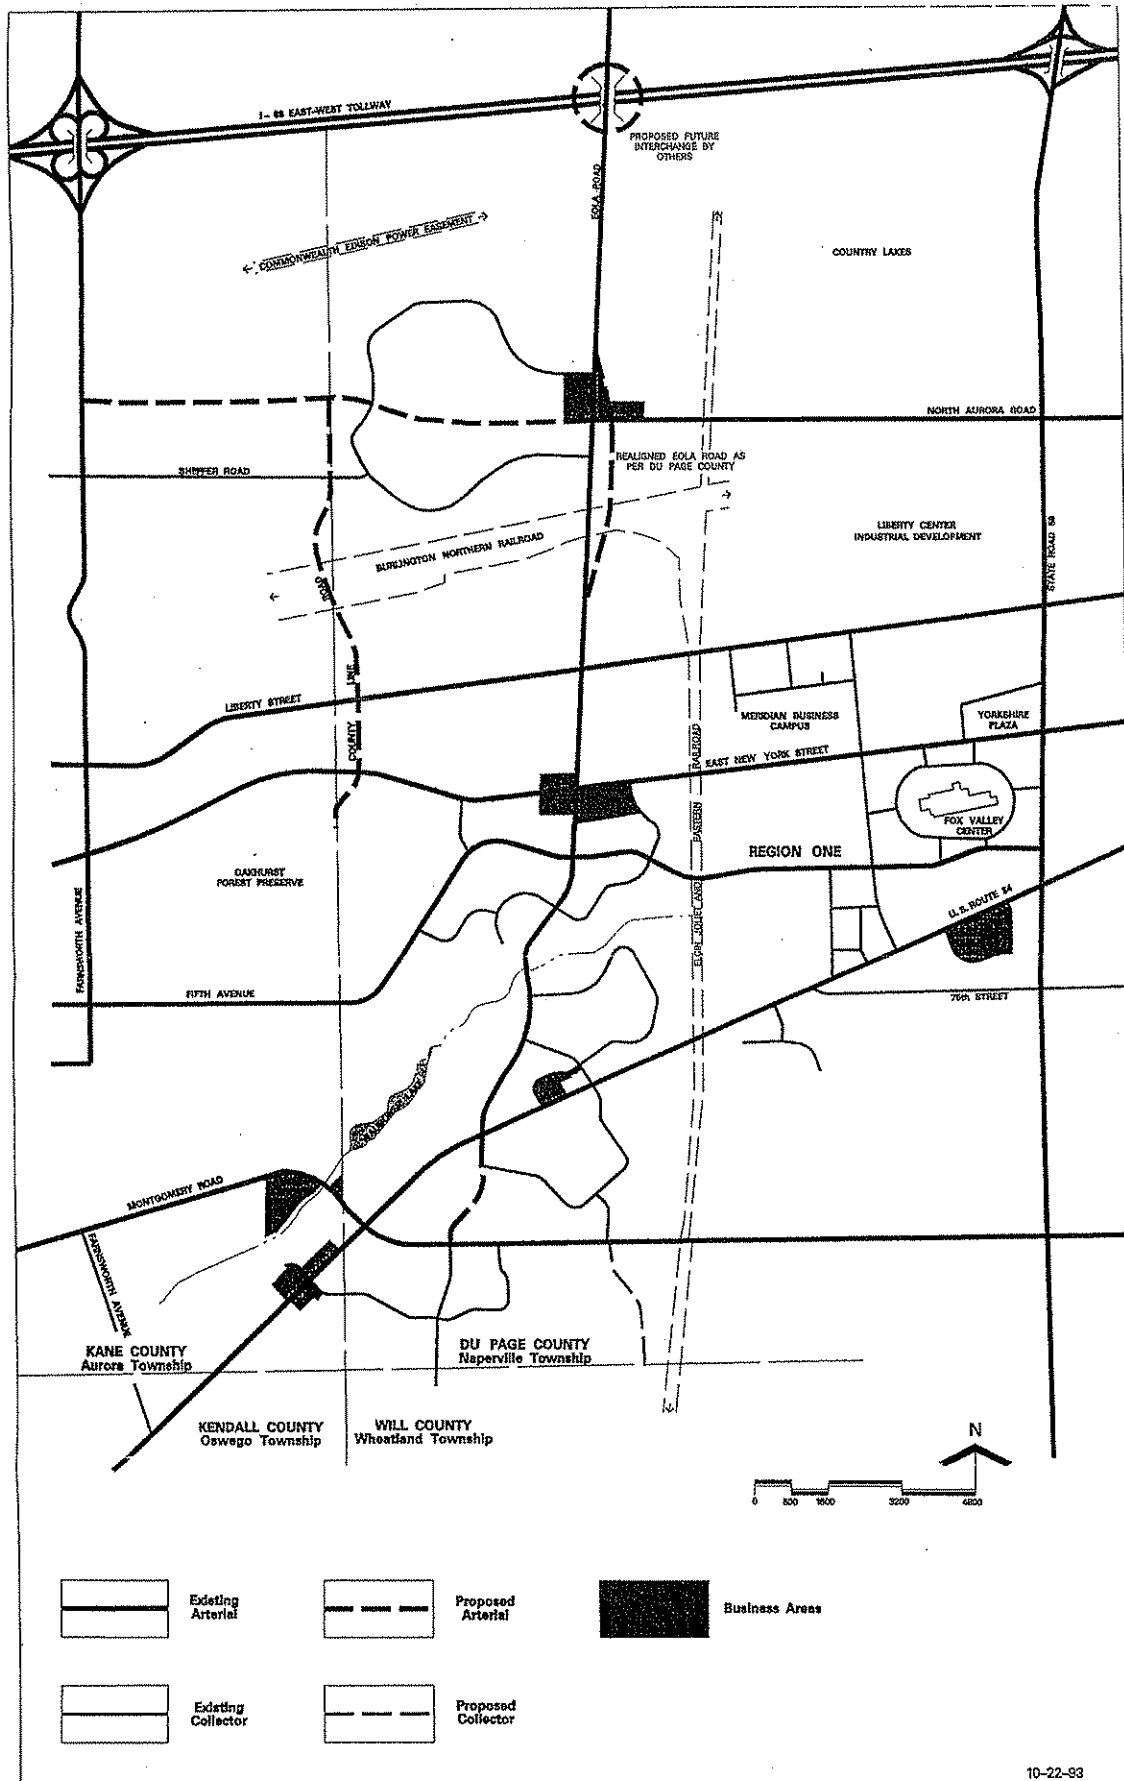 I - 88 EAST-WEST TOLLWAY
PROPOSED FUTURE
INTERCHANGE BY
OTHERS
EOLA ROAD
COMMONWEALTH EDISON POWER EASEMENT
COUNTRY LAKES
NORTH AURORA ROAD
REALIGNED EOLA ROAD AS
PER DU PAGE COUNTY
SHEFFER ROAD
LIBERTY CENTER
INDUSTRIAL DEVELOPMENT
BURLINGTON NORTHERN RAILROAD
STATE ROAD 59
COUNTY LINE ROAD
LIBERTY STREET
MERIDIAN BUSINESS
CAMPUS
YORKSHIRE
PLAZA
EAST NEW YORK STREET
FOX VALLEY
CENTER
REGION ONE
OAKHURST
FOREST PRESERVE
ELGIN JOLIET AND EASTERN RAILROAD
FARNSWORTH AVENUE
U. S. ROUTE 34
FIFTH AVENUE
75th STREET
MONTGOMERY ROAD
FARNSWORTH AVENUE
KANE COUNTY
Aurora Township
DU PAGE COUNTY
Naperville Township
KENDALL COUNTY
Oswego Township
WILL COUNTY
Wheatland Township
N
0 800 1600 3200 4800
Existing
Arterial
Proposed
Arterial
Business Areas
Existing
Collector
Proposed
Collector
10-22-93